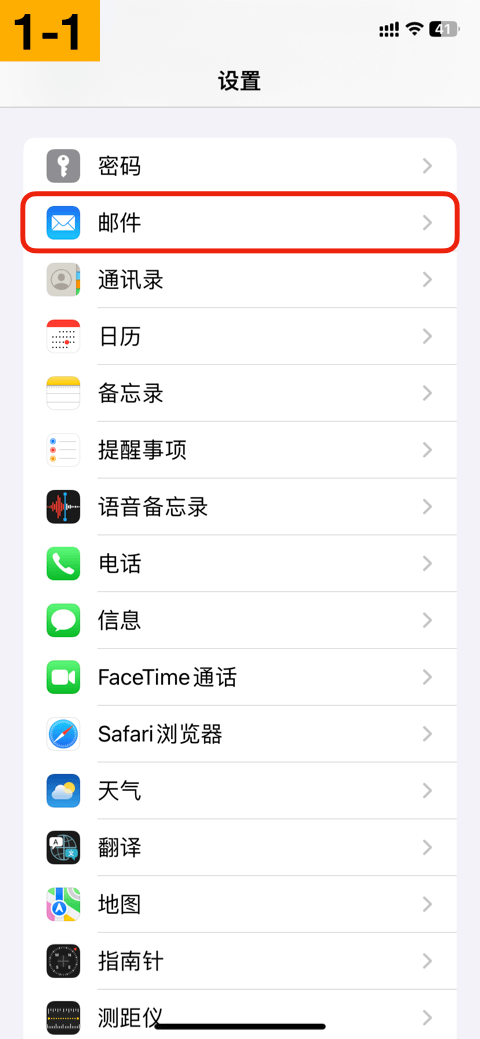 1-1
41
设置
密码
邮件
通讯录
日历
备忘录
提醒事项
语音备忘录
电话
信息
FaceTime通话
Safari浏览器
天气
翻译
地图
指南针
测距仪